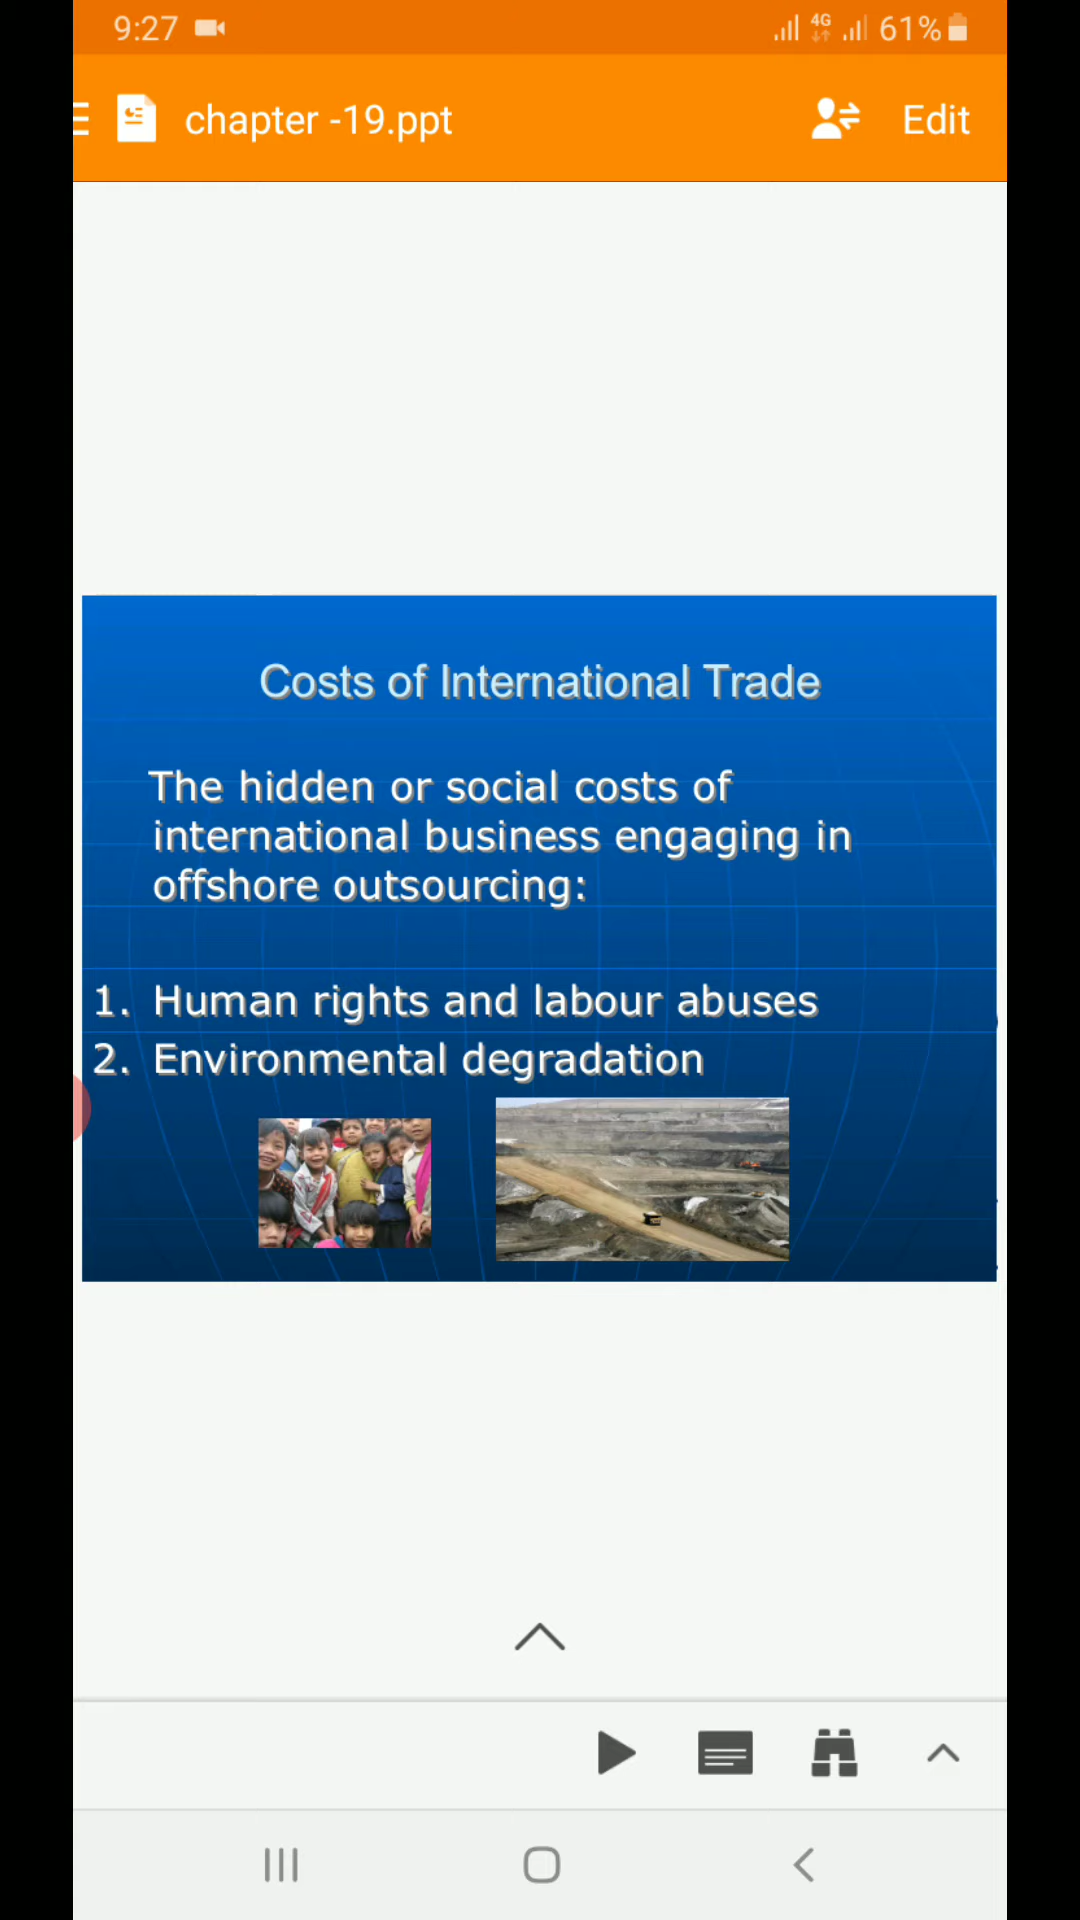 9:27 4G 61%
chapter -19.ppt Edit
Costs of International Trade
The hidden or social costs of
international business engaging in
offshore outsourcing:
1. Human rights and labour abuses
2. Environmental degradation